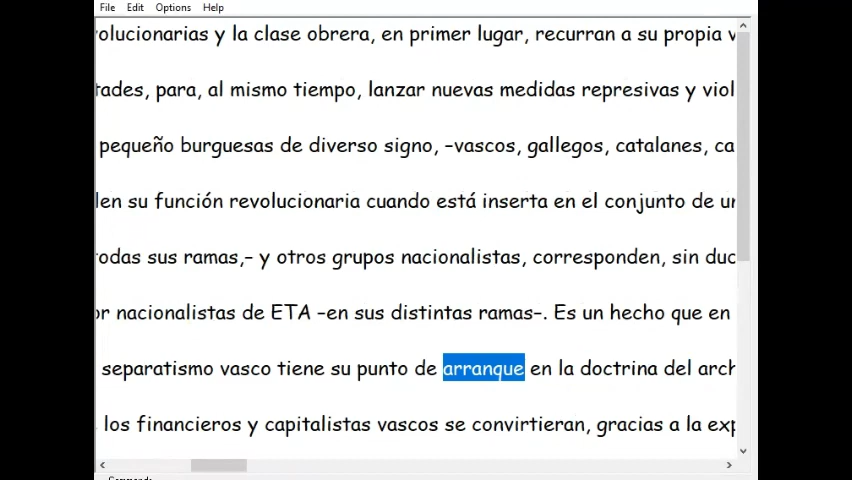 File Edit Options Help
olucionarias y la clase obrera, en primer lugar, recurran a su propia v
tades, para, al mismo tiempo, lanzar nuevas medidas represivas y viol
pequeño burguesas de diverso signo, –vascos, gallegos, catalanes, ca
len su función revolucionaria cuando está inserta en el conjunto de un
todas sus ramas,– y otros grupos nacionalistas, corresponden, sin duc
or nacionalistas de ETA –en sus distintas ramas–. Es un hecho que en
separatismo vasco tiene su punto de arranque en la doctrina del arch
los financieros y capitalistas vascos se convirtieran, gracias a la exp
Commands